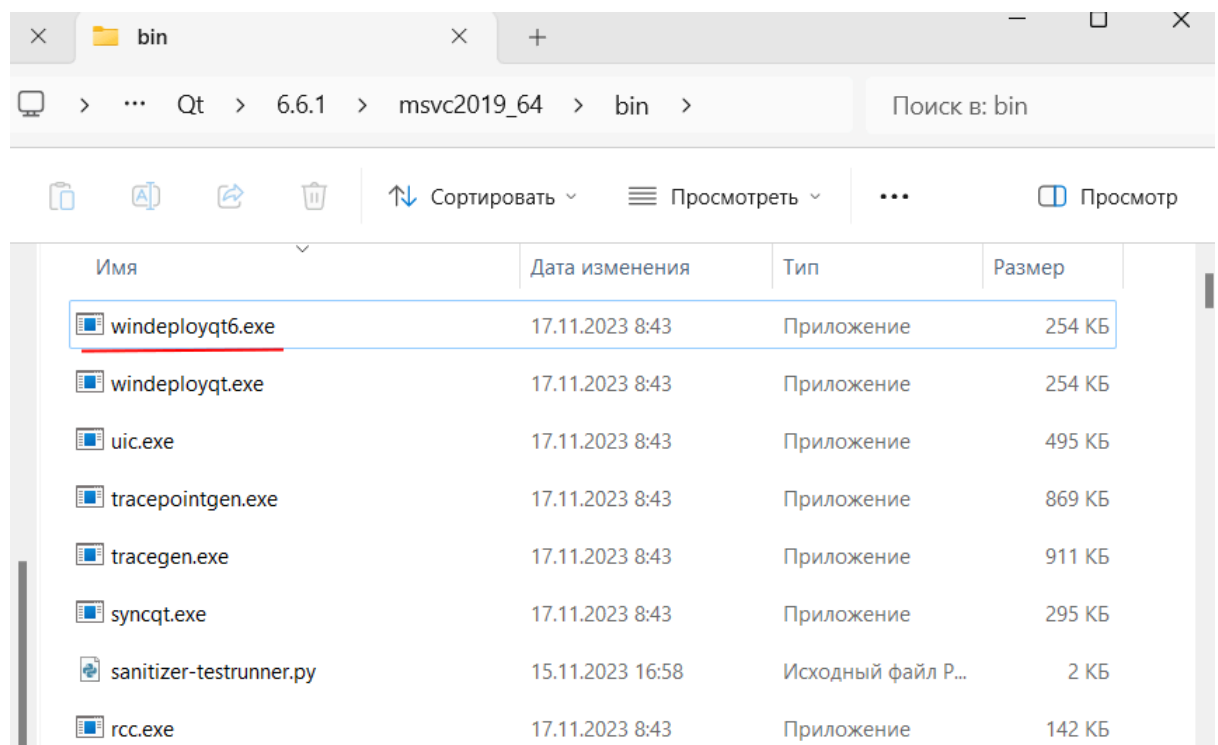 bin
Qt > 6.6.1 > msvc2019_64 > bin > Поиск в: bin
Сортировать Просмотреть ••• Просмотр
Имя Дата изменения Тип Размер
windeployqt6.exe 17.11.2023 8:43 Приложение 254 КБ
windeployqt.exe 17.11.2023 8:43 Приложение 254 КБ
uic.exe 17.11.2023 8:43 Приложение 495 КБ
tracepointgen.exe 17.11.2023 8:43 Приложение 869 КБ
tracegen.exe 17.11.2023 8:43 Приложение 911 КБ
syncqt.exe 17.11.2023 8:43 Приложение 295 КБ
sanitizer-testrunner.py 15.11.2023 16:58 Исходный файл P... 2 КБ
rcc.exe 17.11.2023 8:43 Приложение 142 КБ